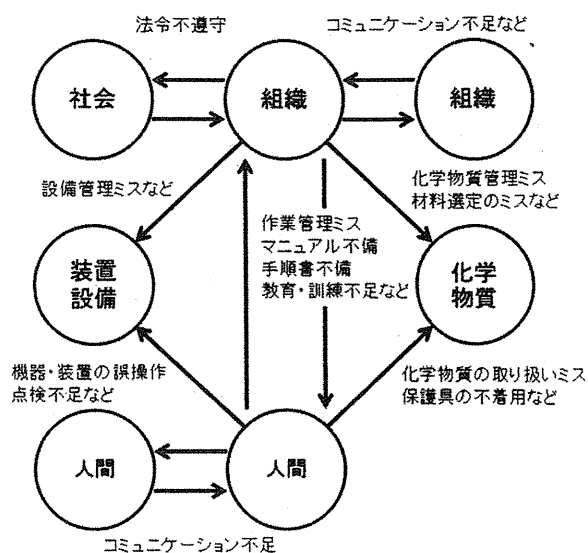 法令不遵守
コミュニケーション不足など
社会
組織
組織
設備管理ミスなど
化学物質管理ミス
材料選定のミスなど
作業管理ミス
マニュアル不備
手順書不備
教育・訓練不足など
装置
設備
化学
物質
機器・装置の誤操作
点検不足など
化学物質の取り扱いミス
保護具の不着用など
人間
人間
コミュニケーション不足